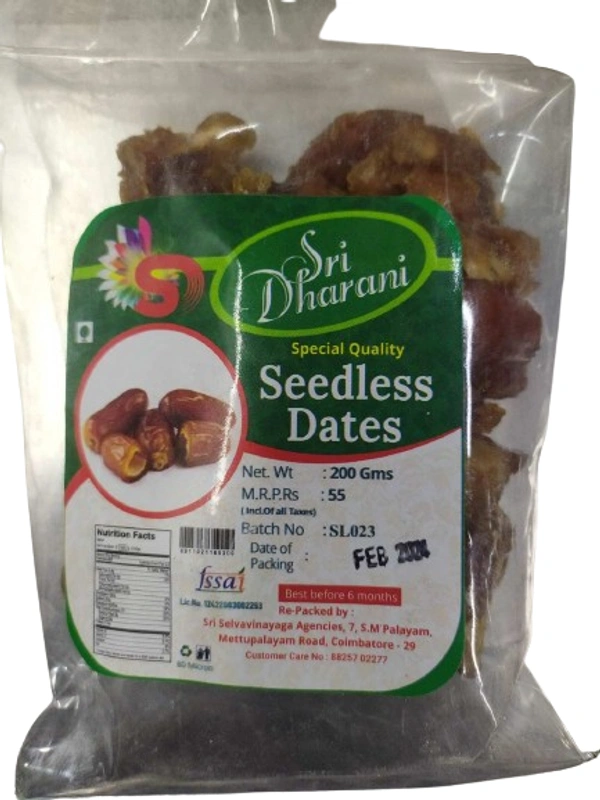 S
Sri
Dharani
Special Quality
Seedless
Dates
Net. Wt : 200 Gms
M.R.P.Rs : 55
( Incl.Of all Taxes)
Batch No : SL023
Date of
Packing :
FEB
Nutrition Facts
fssai
Best before 6 months
Re-Packed by :
Sri Selvavinayaga Agencies, 7, S.M Palayam,
Mettupalayam Road, Coimbatore - 29
Customer Care No : 88257 02277
60 Micron